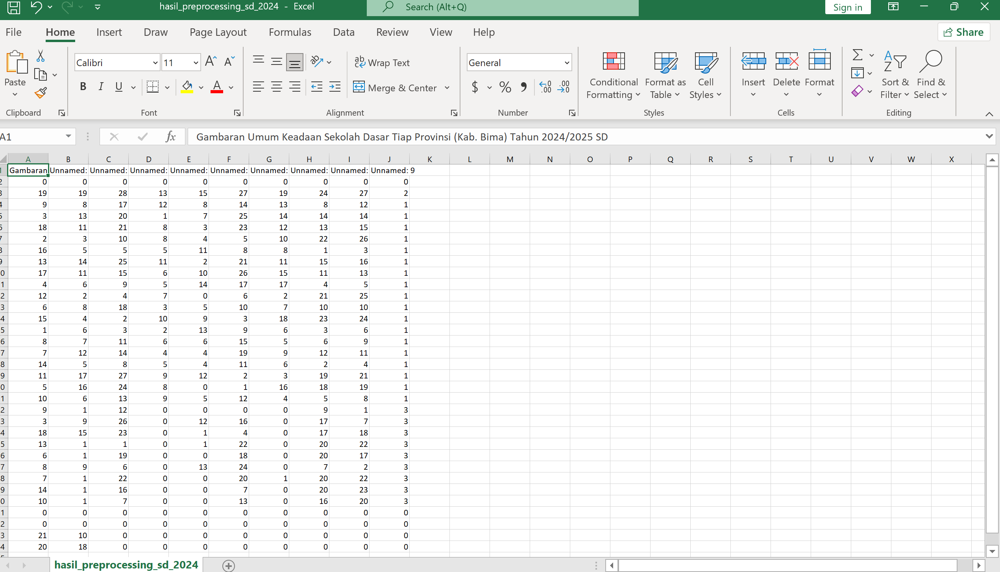 hasil_preprocessing_sd_2024 - Excel
Search (Alt+Q)
Sign in
File Home Insert Draw Page Layout Formulas Data Review View Help
Share
Paste
Clipboard
Calibri 11
B I U
Font
Wrap Text
Merge & Center
Alignment
General
$ % 9
Number
Conditional Formatting
Format as Table
Cell Styles
Styles
Insert Delete Format
Cells
Sort & Filter
Find & Select
Editing
A1
fx Gambaran Umum Keadaan Sekolah Dasar Tiap Provinsi (Kab. Bima) Tahun 2024/2025 SD
A B C D E F G H I J K L M N O P Q R S T U V W X
Gambaran Unnamed: Unnamed: Unnamed: Unnamed: Unnamed: Unnamed: Unnamed: Unnamed: Unnamed: 9
0 0 0 0 0 0 0 0 0 0
19 19 28 13 15 27 19 24 27 2
9 8 17 12 8 14 13 8 12 1
3 13 20 1 7 25 14 14 14 1
18 11 21 8 3 23 12 13 15 1
2 3 10 8 4 5 10 22 26 1
16 5 5 5 11 8 8 1 3 1
13 14 25 11 2 21 11 15 16 1
17 11 15 6 10 26 15 11 13 1
4 6 9 5 14 17 17 4 5 1
12 2 4 7 0 6 2 21 25 1
6 8 18 3 5 10 7 10 10 1
15 4 2 10 9 3 18 23 24 1
1 6 3 2 13 9 6 3 6 1
8 7 11 6 6 15 5 6 9 1
7 12 14 4 4 19 9 12 11 1
14 5 8 5 4 11 6 2 4 1
11 17 27 9 12 2 3 19 21 1
5 16 24 8 0 1 16 18 19 1
10 6 13 9 5 12 4 5 8 1
9 1 12 0 0 0 0 9 1 3
3 9 26 0 12 16 0 17 7 3
18 15 23 0 1 4 0 17 18 3
13 1 1 0 1 22 0 20 22 3
6 1 19 0 0 18 0 20 17 3
8 9 6 0 13 24 0 7 2 3
7 1 22 0 0 20 1 20 22 3
14 1 16 0 0 7 0 20 23 3
10 1 7 0 0 13 0 16 20 3
0 0 0 0 0 0 0 0 0 0
0 0 0 0 0 0 0 0 0 0
21 10 0 0 0 0 0 0 0 0
20 18 0 0 0 0 0 0 0 0
hasil_preprocessing_sd_2024